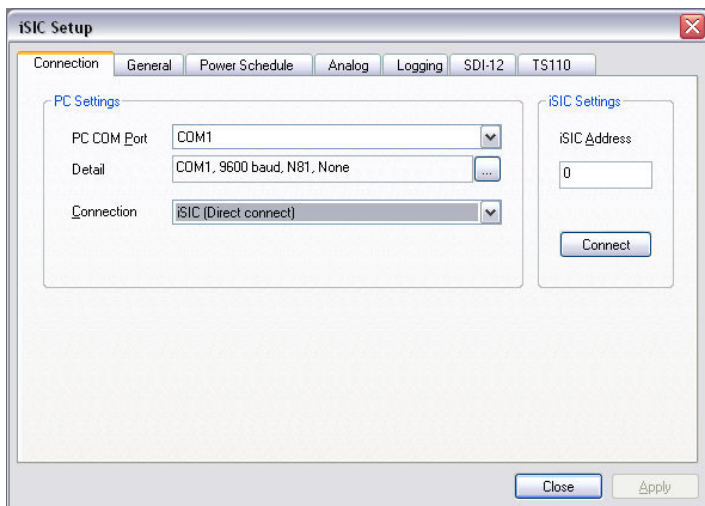 iSIC Setup
Connection General Power Schedule Analog Logging SDI-12 TS110
PC Settings
iSIC Settings
PC COM Port COM1
iSIC Address
Detail COM1, 9600 baud, N81, None ...
0
Connection iSIC (Direct connect)
Connect
Close Apply